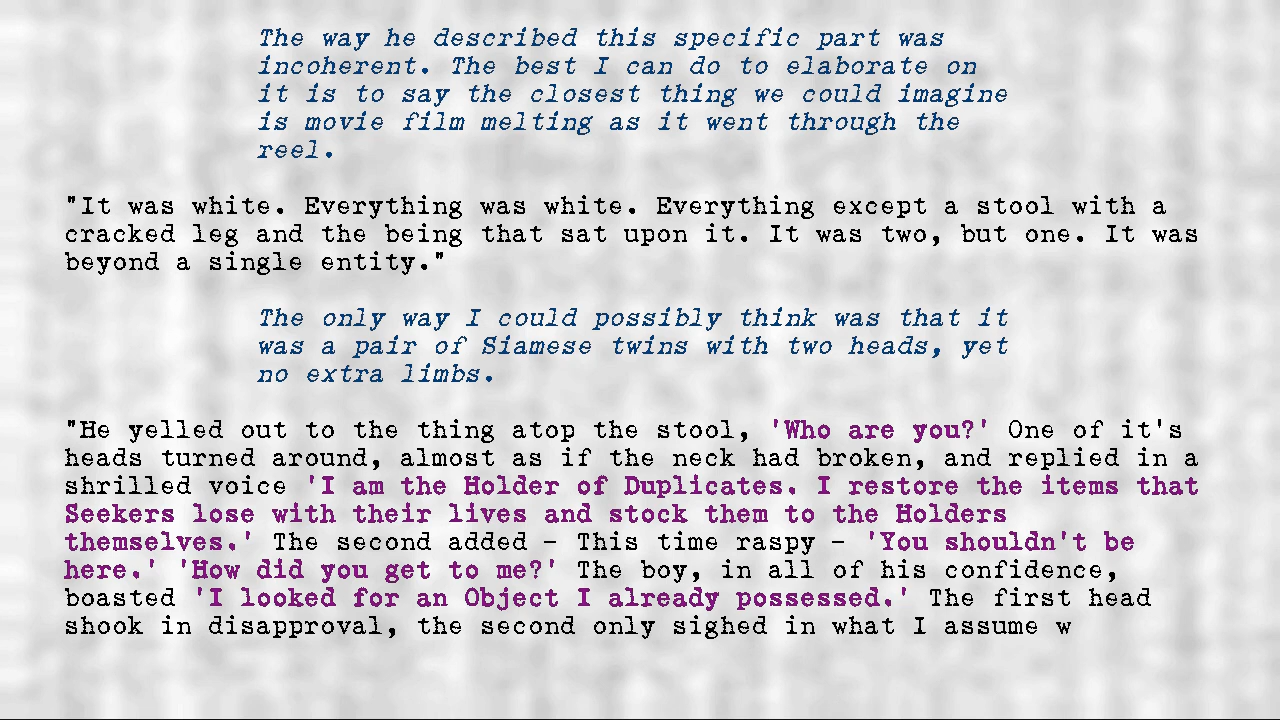 The way he described this specific part was
incoherent. The best I can do to elaborate on
it is to say the closest thing we could imagine
is movie film melting as it went through the
reel.
"It was white. Everything was white. Everything except a stool with a
cracked leg and the being that sat upon it. It was two, but one. It was
beyond a single entity."
The only way I could possibly think was that it
was a pair of Siamese twins with two heads, yet
no extra limbs.
"He yelled out to the thing atop the stool, 'Who are you?' One of it's
heads turned around, almost as if the neck had broken, and replied in a
shrilled voice 'I am the Holder of Duplicates. I restore the items that
Seekers lose with their lives and stock them to the Holders
themselves.' The second added - This time raspy - 'You shouldn't be
here.' 'How did you get to me?' The boy, in all of his confidence,
boasted 'I looked for an Object I already possessed.' The first head
shook in disapproval, the second only sighed in what I assume w